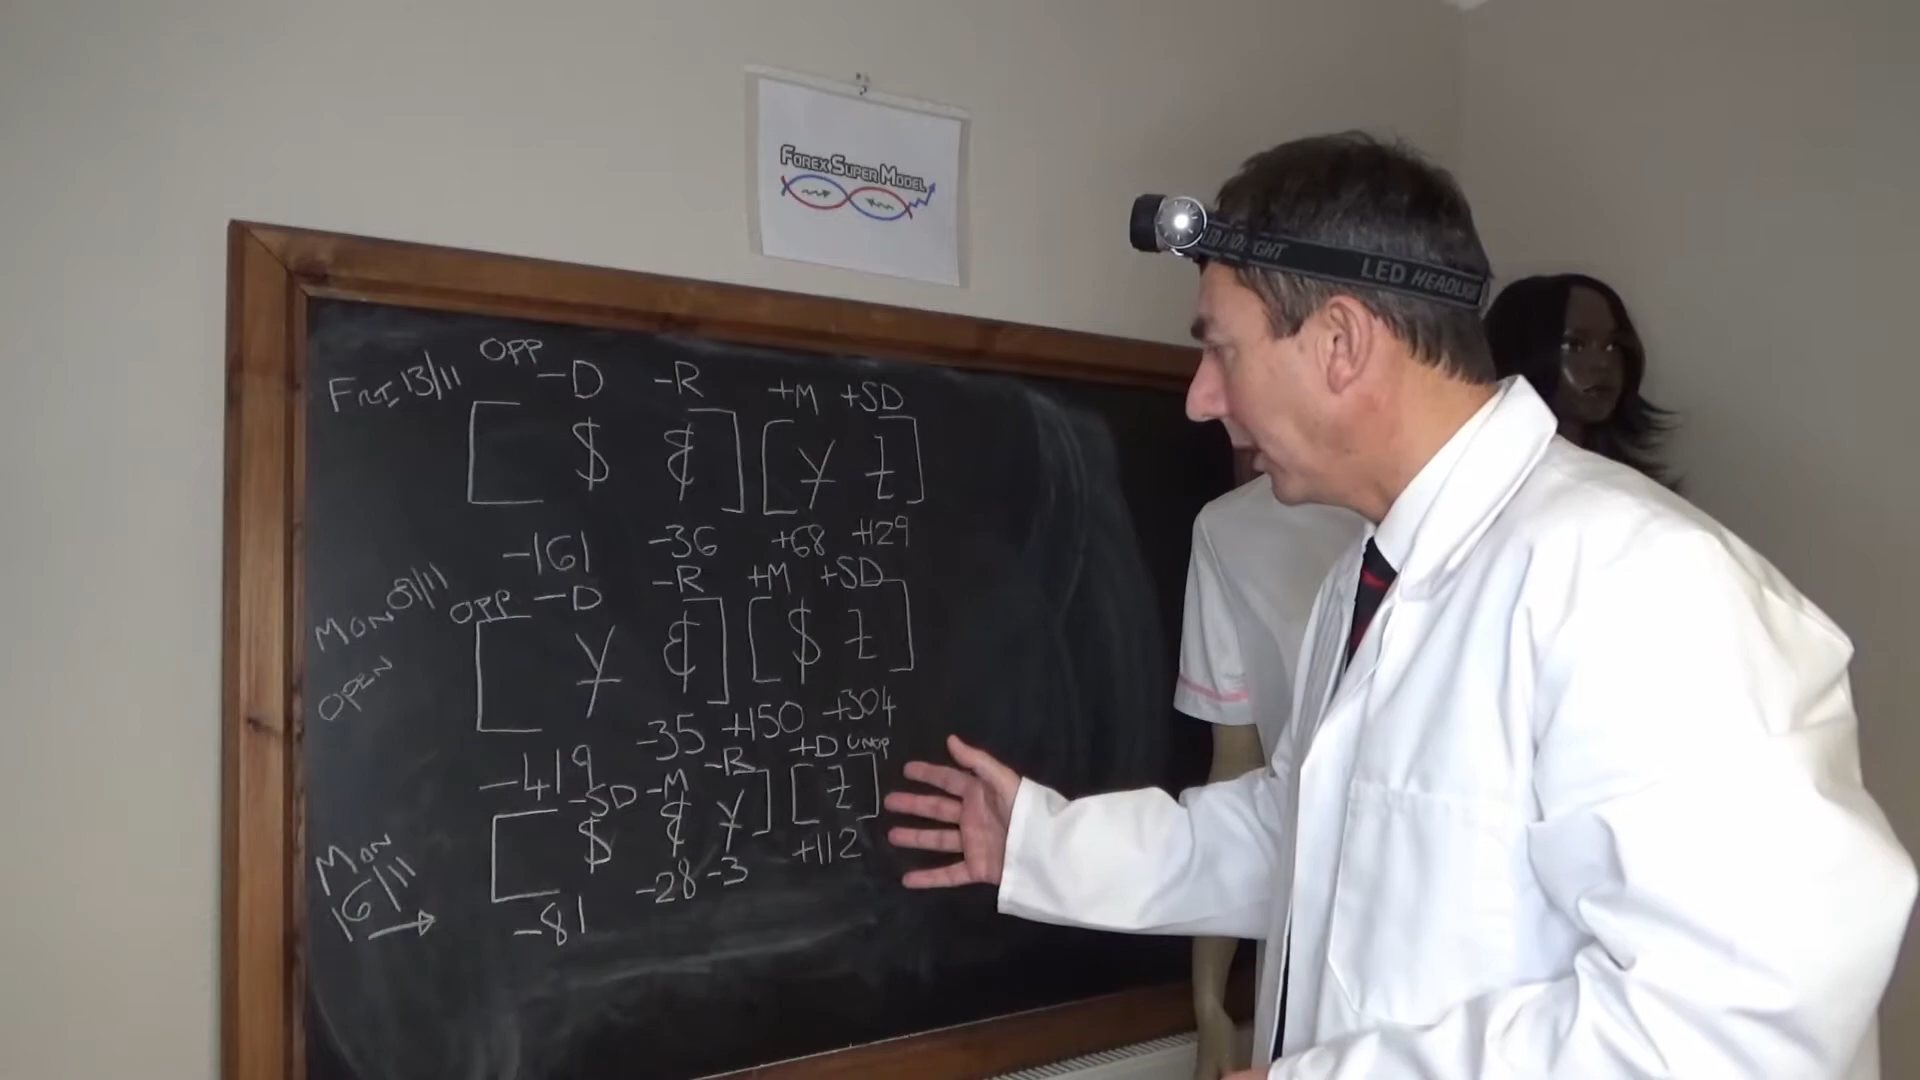 FOREX SUPER MODEL
LED HEADLIGHT
LED HEADLIGHT
FRI 13/11 OPP -D -R +M +SD
[ $ ₵ ] [ Y Ɨ ]
-161 -36 +68 +129
MON 09/11 OPEN OPP -D -R +M +SD
[ Y ₵ ] [ $ Ɨ ]
-419 -35 +150 +304
MON 16/11 → -SD -M -R +D UNOP
[ $ ₵ Y ] [ Ɨ ]
-81 -28 -3 +112